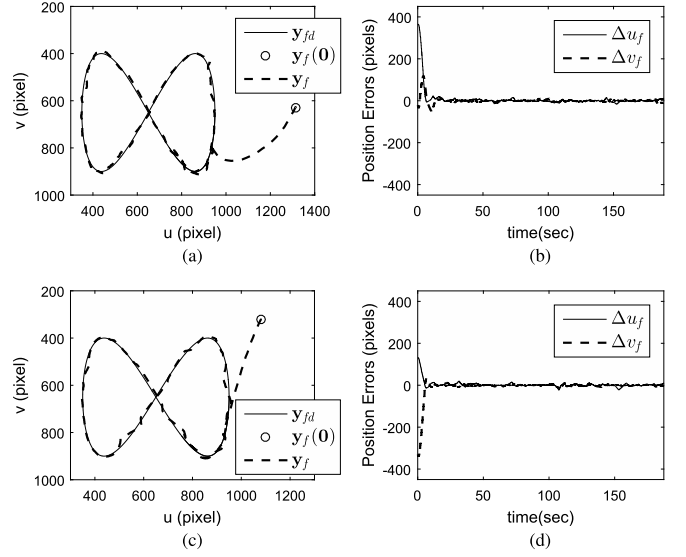 200
400
600
800
1000
400 600 800 1000 1200 1400
v (pixel)
u (pixel)
y_fd
y_f(0)
y_f
(a)
400
200
0
-200
-400
0 50 100 150
Position Errors (pixels)
time(sec)
Δu_f
Δv_f
(b)
200
400
600
800
1000
400 600 800 1000 1200
v (pixel)
u (pixel)
y_fd
y_f(0)
y_f
(c)
400
200
0
-200
-400
0 50 100 150
Position Errors (pixels)
time(sec)
Δu_f
Δv_f
(d)